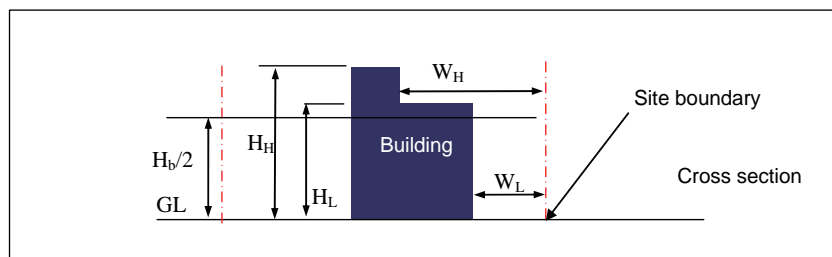 W_H
Site boundary
H_H
Building
H_b/2
Cross section
W_L
H_L
GL